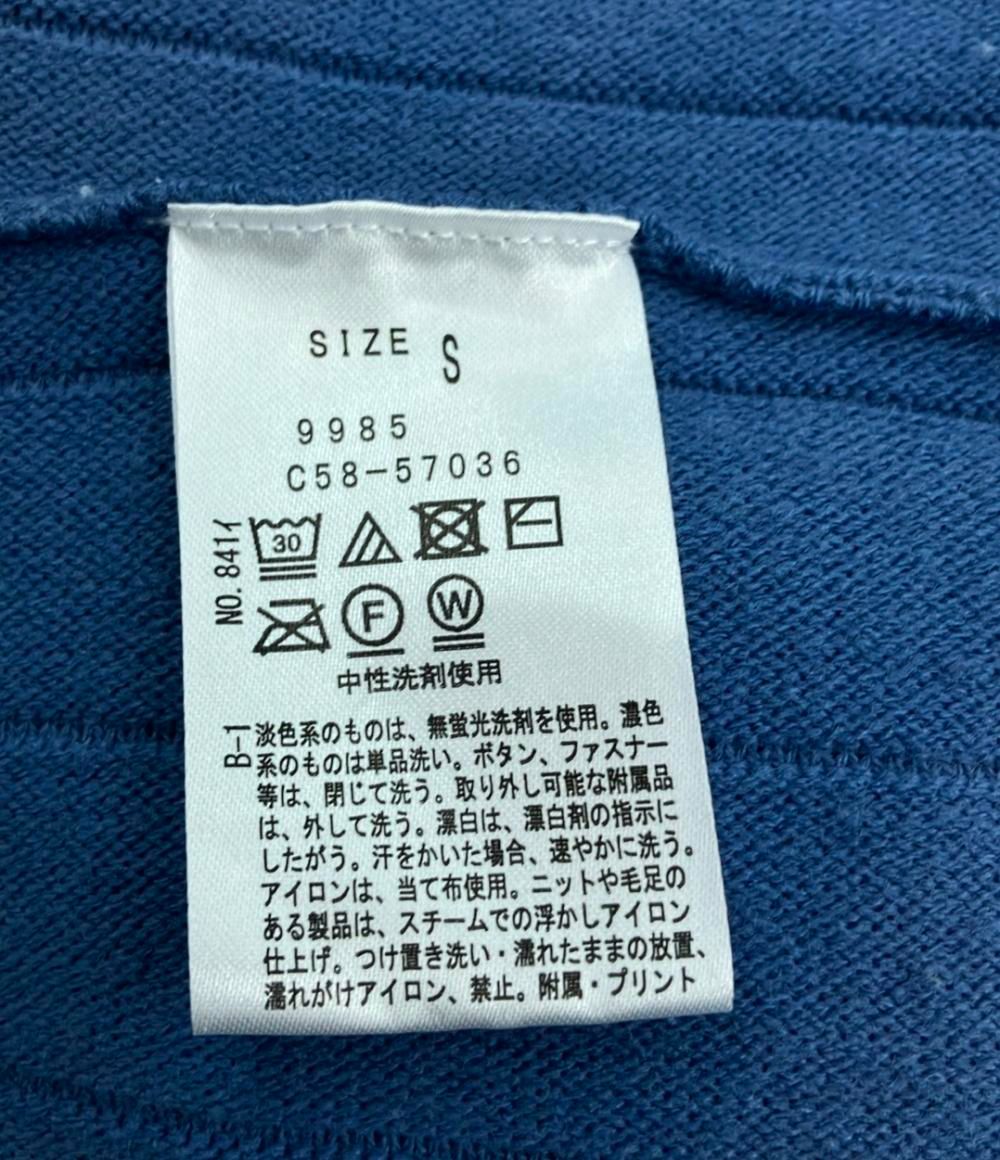 SIZE S
9985
C58-57036
NO. 841イ
30
F W
中性洗剤使用
B-1
淡色系のものは、無蛍光洗剤を使用。濃色
系のものは単品洗い。ボタン、ファスナー
等は、閉じて洗う。取り外し可能な附属品
は、外して洗う。漂白は、漂白剤の指示に
したがう。汗をかいた場合、速やかに洗う。
アイロンは、当て布使用。ニットや毛足の
ある製品は、スチームでの浮かしアイロン
仕上げ。つけ置き洗い・濡れたままの放置、
濡れがけアイロン、禁止。附属・プリント